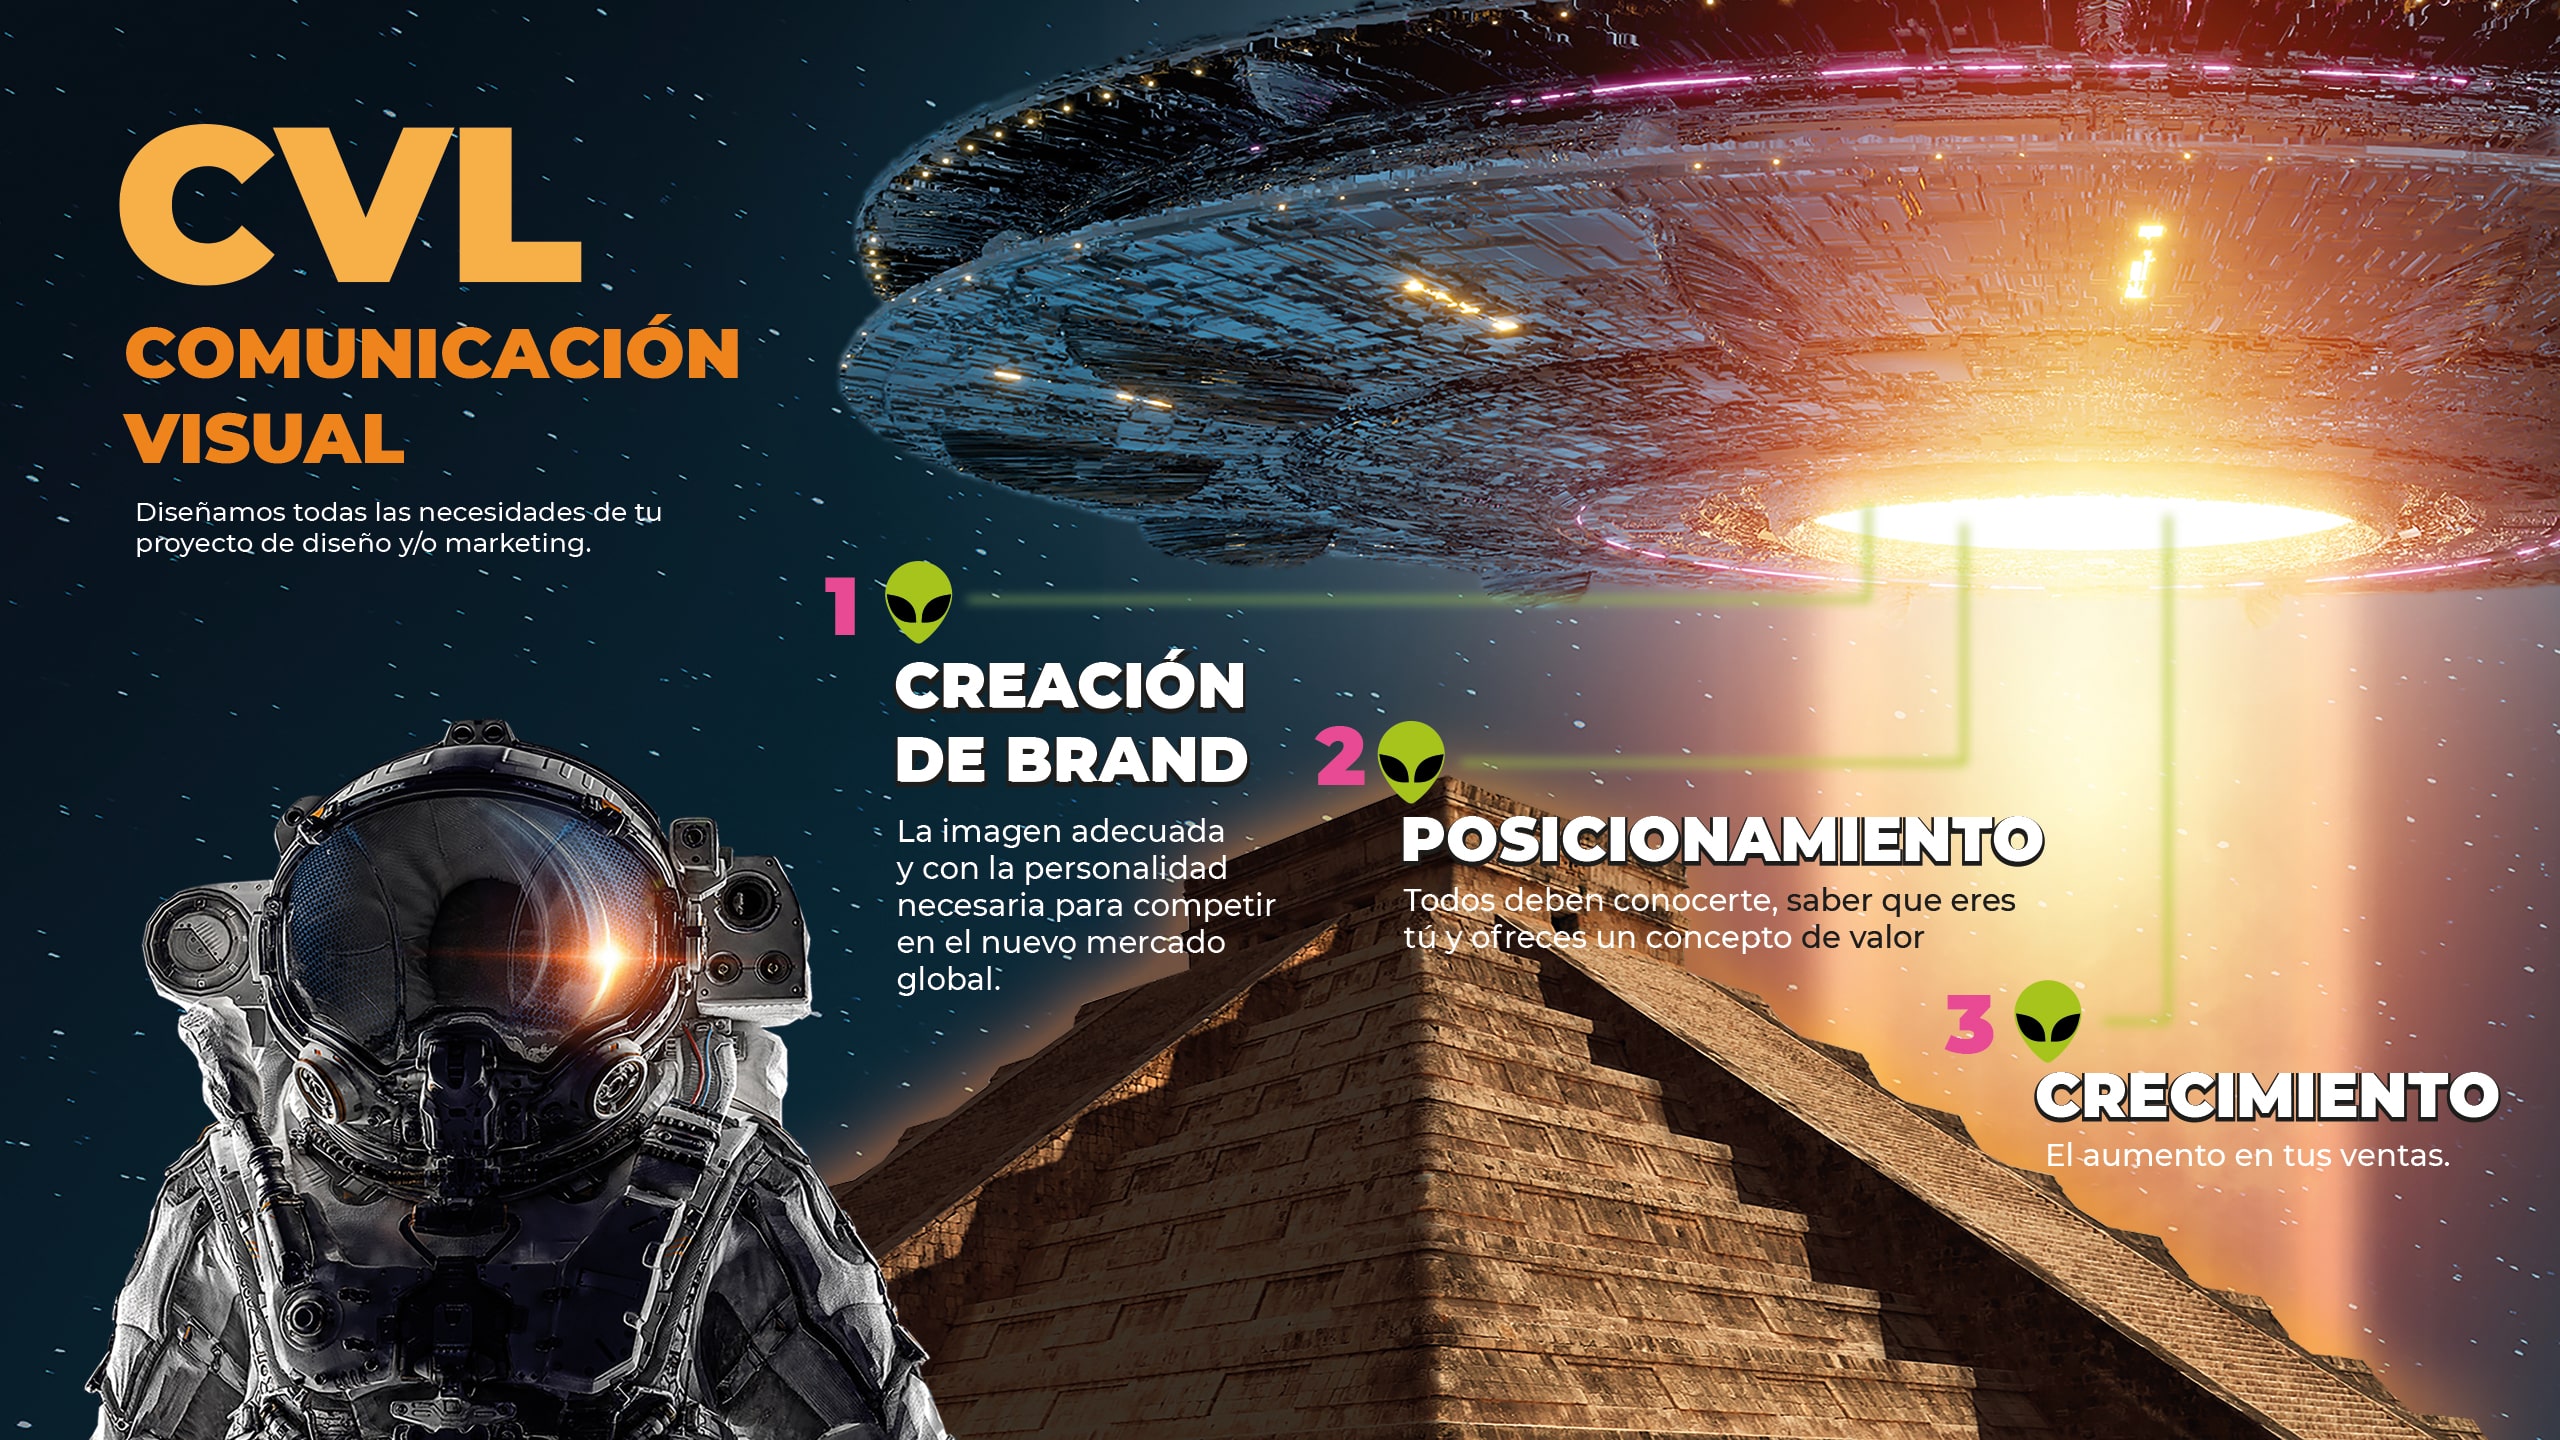 CVL
COMUNICACIÓN
VISUAL
Diseñamos todas las necesidades de tu
proyecto de diseño y/o marketing.
1
CREACIÓN
DE BRAND
La imagen adecuada
y con la personalidad
necesaria para competir
en el nuevo mercado
global.
2
POSICIONAMIENTO
Todos deben conocerte, saber que eres
tú y ofreces un concepto de valor
3
CRECIMIENTO
El aumento en tus ventas.